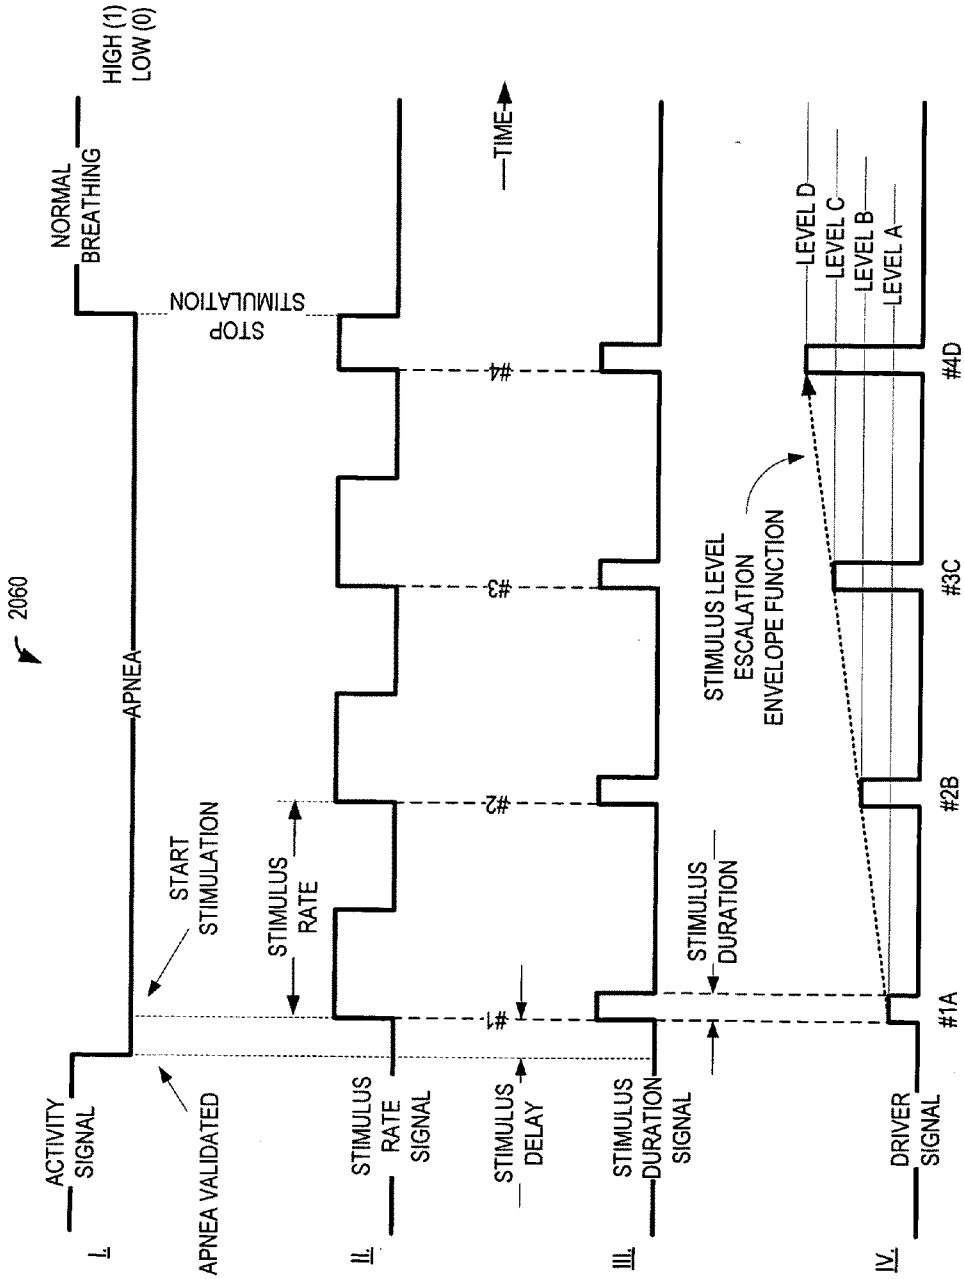 2060
HIGH (1)
LOW (0)
I.
ACTIVITY
SIGNAL
APNEA
NORMAL
BREATHING
APNEA VALIDATED
START
STIMULATION
STOP
STIMULATION
II.
STIMULUS
RATE
SIGNAL
STIMULUS
RATE
#1
#2
#3
#4
TIME
STIMULUS
DELAY
III.
STIMULUS
DURATION
SIGNAL
STIMULUS
DURATION
STIMULUS LEVEL
ESCALATION
ENVELOPE FUNCTION
LEVEL D
LEVEL C
LEVEL B
LEVEL A
IV.
DRIVER
SIGNAL
#1A
#2B
#3C
#4D